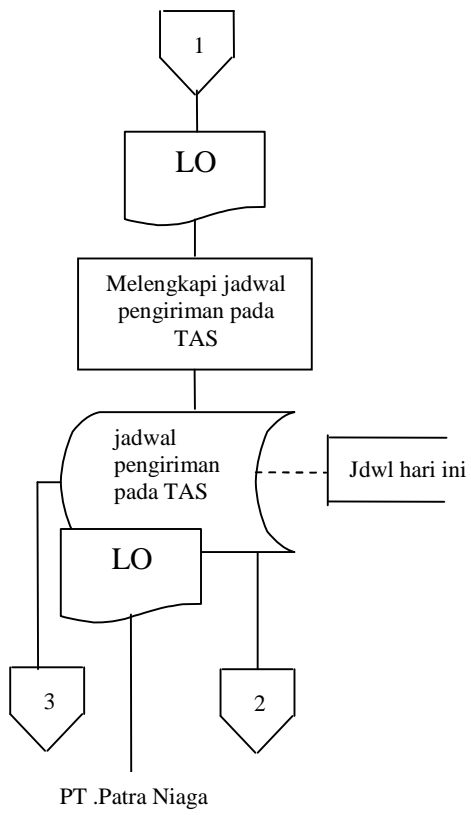 1
LO
Melengkapi jadwal
pengiriman pada
TAS
jadwal
pengiriman
pada TAS
Jdwl hari ini
LO
3
2
PT .Patra Niaga